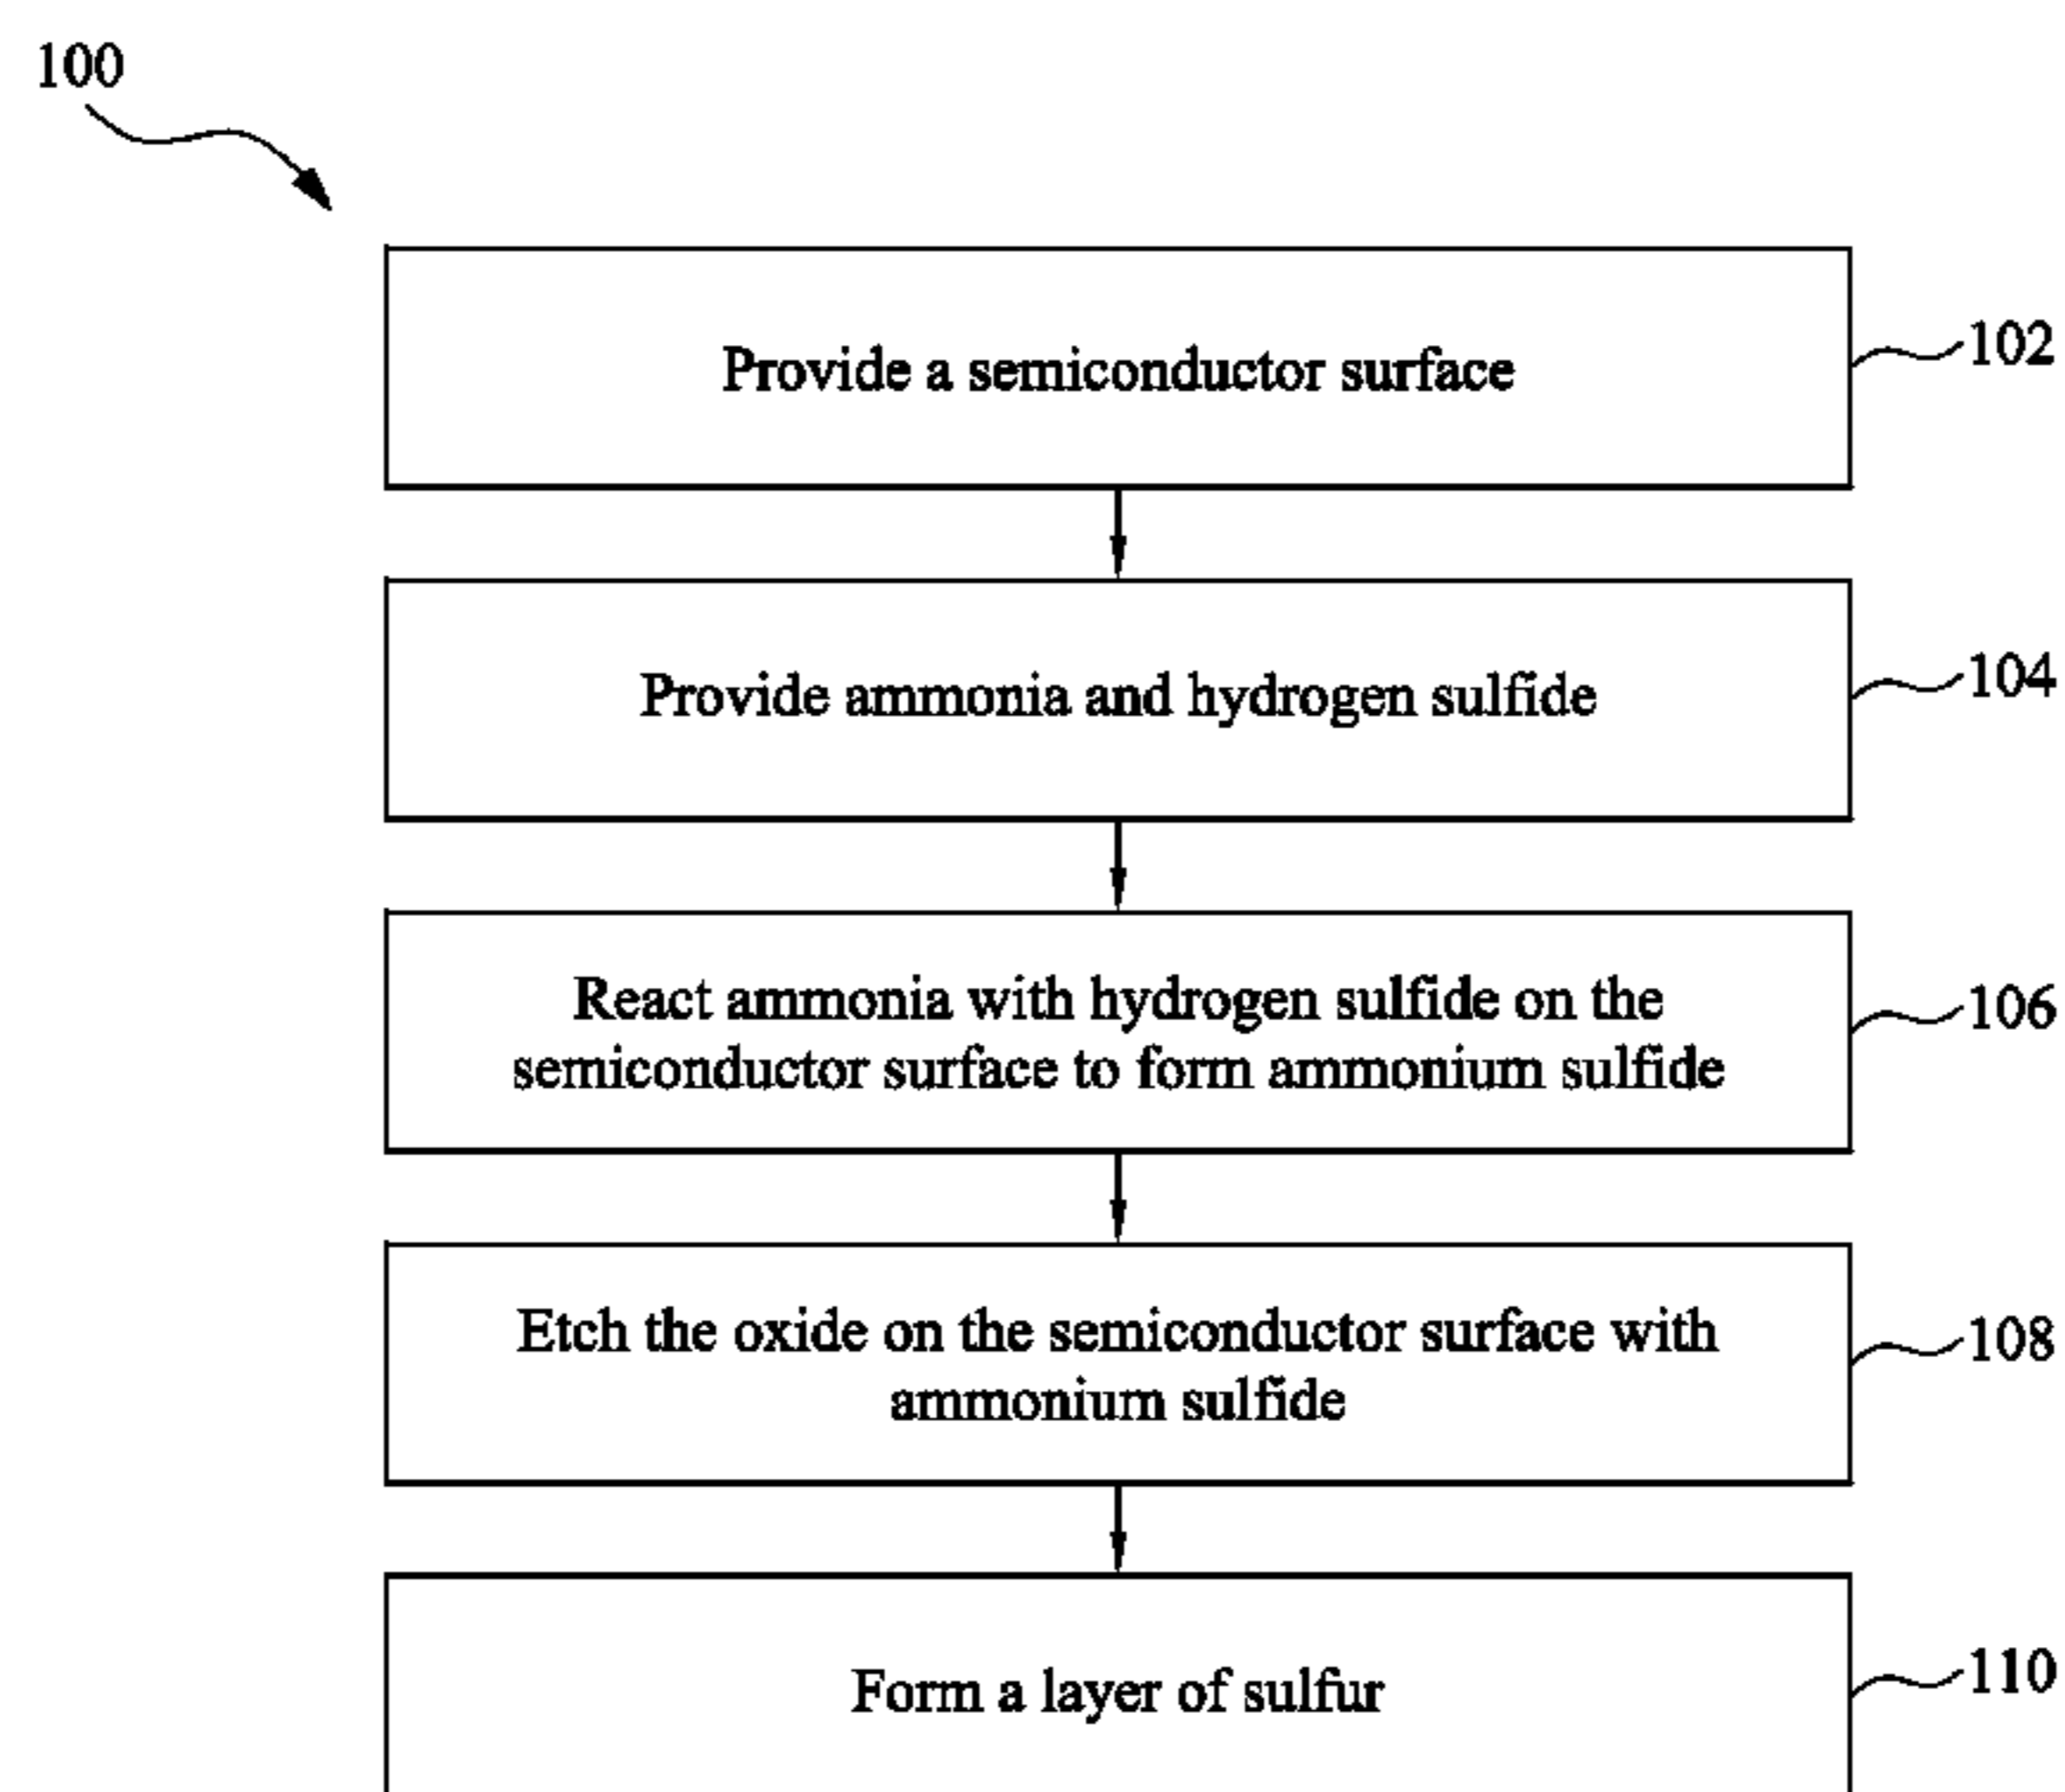 100
Provide a semiconductor surface
102
Provide ammonia and hydrogen sulfide
104
React ammonia with hydrogen sulfide on the
semiconductor surface to form ammonium sulfide
106
Etch the oxide on the semiconductor surface with
ammonium sulfide
108
Form a layer of sulfur
110